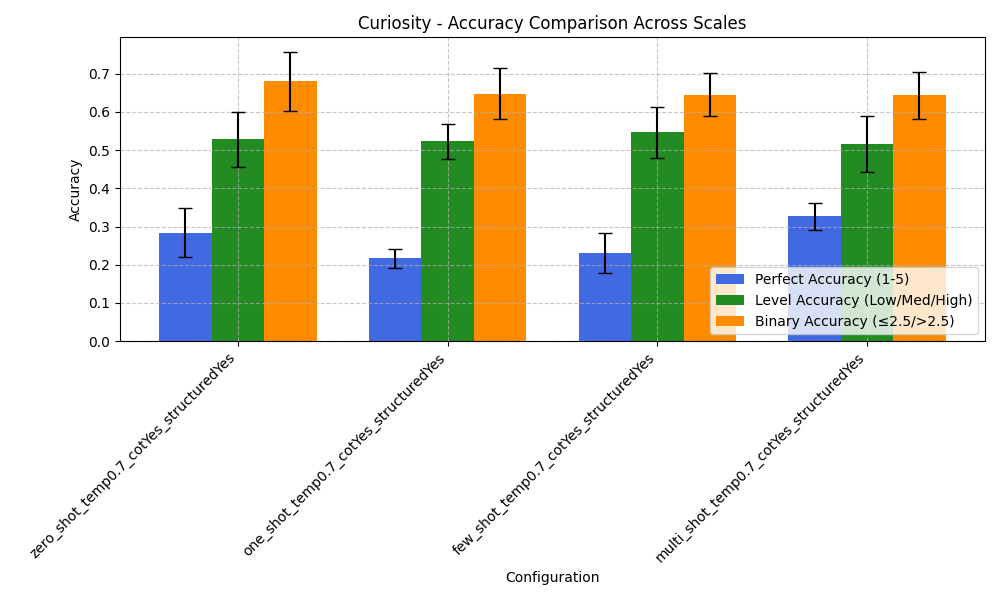 Curiosity - Accuracy Comparison Across Scales
Accuracy
0.7
0.6
0.5
0.4
0.3
0.2
0.1
0.0
Perfect Accuracy (1-5)
Level Accuracy (Low/Med/High)
Binary Accuracy (≤2.5/>2.5)
zero_shot_temp0.7_cotYes_structuredYes
one_shot_temp0.7_cotYes_structuredYes
few_shot_temp0.7_cotYes_structuredYes
multi_shot_temp0.7_cotYes_structuredYes
Configuration